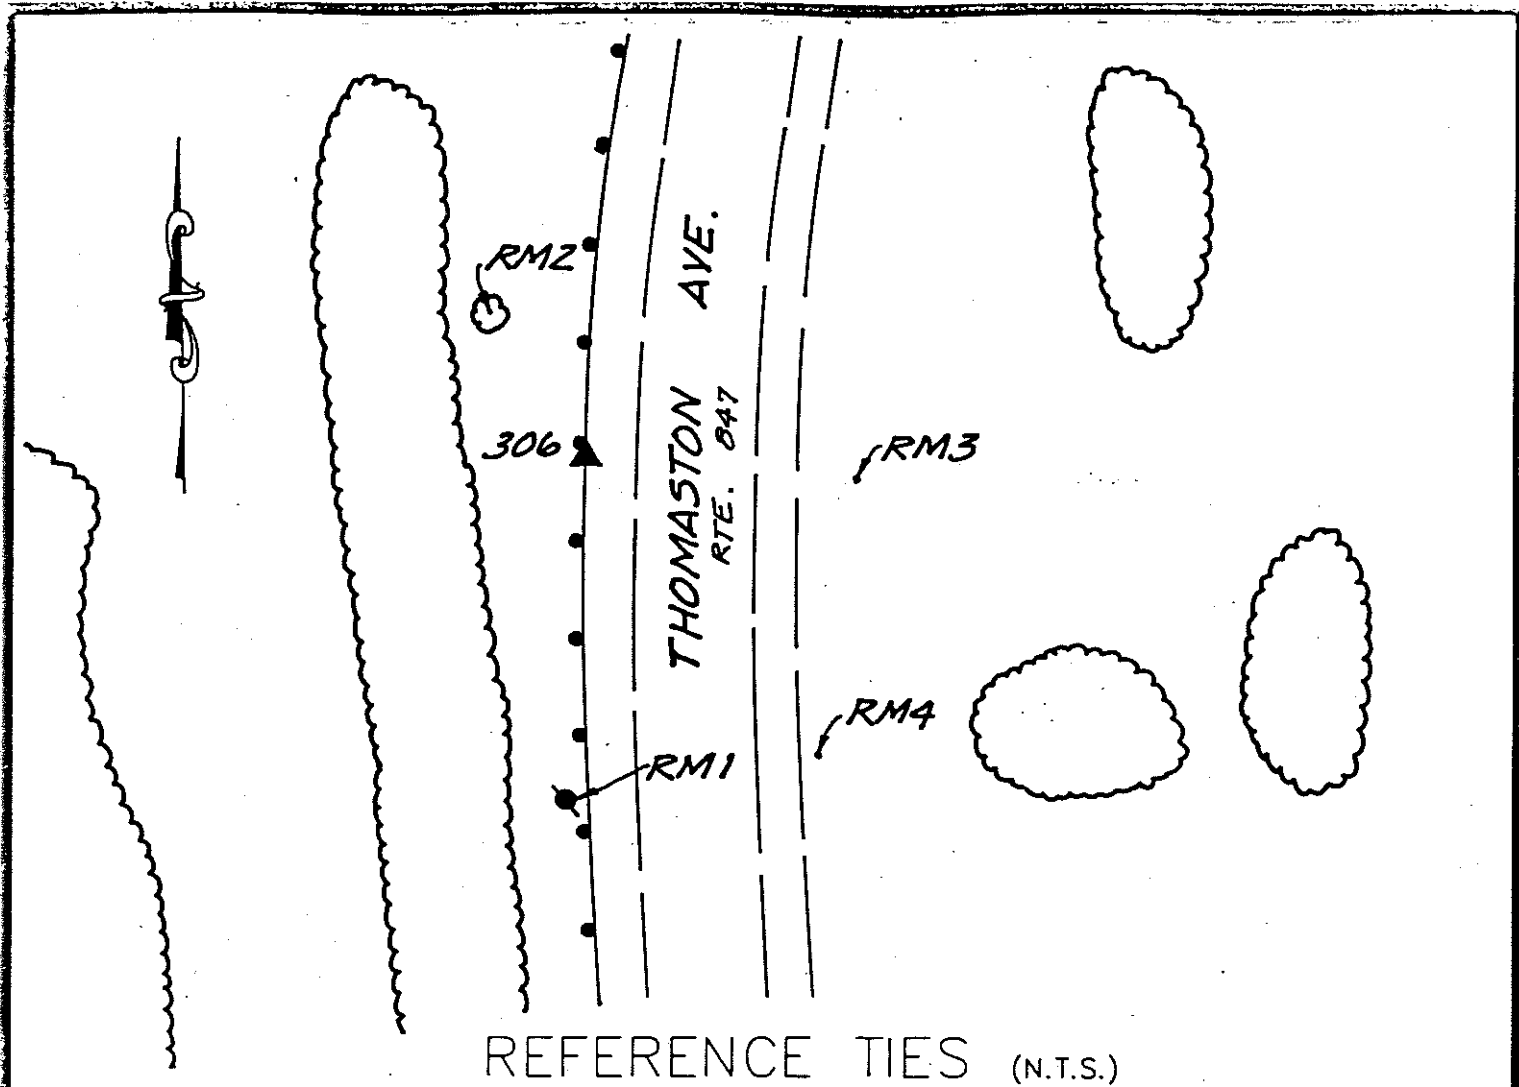 RM2
THOMASTON AVE.
RTE. 847
306
RM3
RM4
RM1
REFERENCE TIES (N.T.S.)